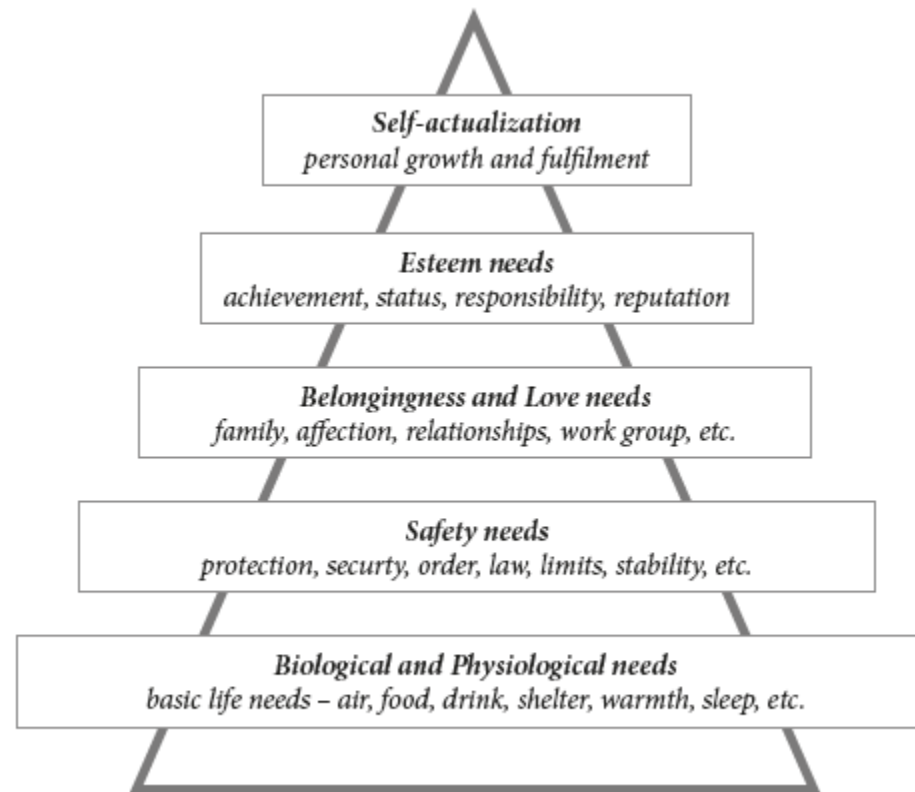 Self-actualization
personal growth and fulfilment
Esteem needs
achievement, status, responsibility, reputation
Belongingness and Love needs
family, affection, relationships, work group, etc.
Safety needs
protection, securty, order, law, limits, stability, etc.
Biological and Physiological needs
basic life needs – air, food, drink, shelter, warmth, sleep, etc.